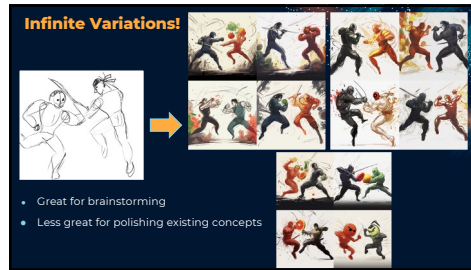 Infinite Variations!
Great for brainstorming
Less great for polishing existing concepts